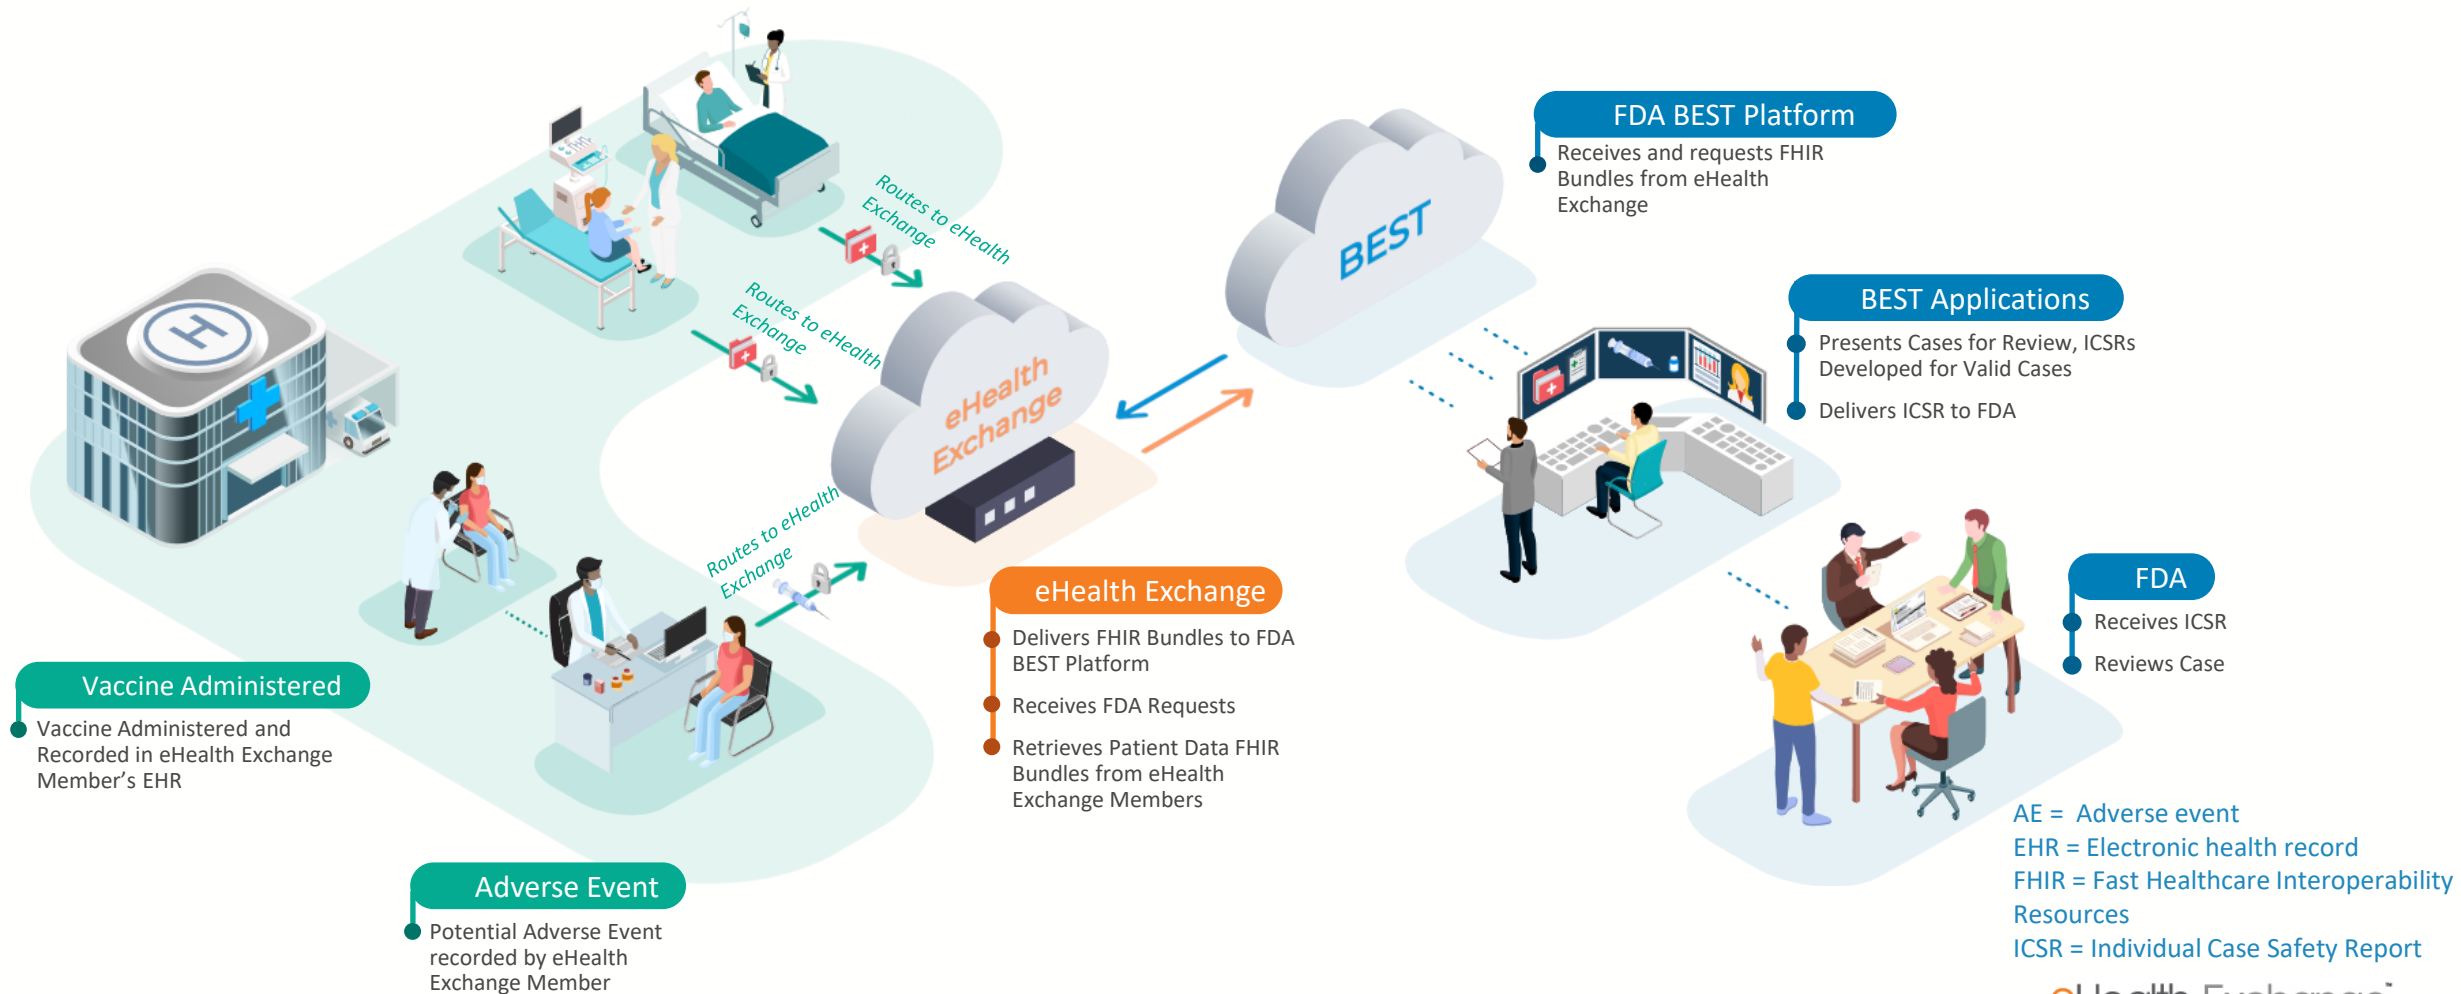 Routes to eHealth
Exchange
Routes to eHealth
Exchange
Routes to eHealth
Exchange
H
eHealth
Exchange
BEST
FDA BEST Platform
Receives and requests FHIR
Bundles from eHealth
Exchange
BEST Applications
Presents Cases for Review, ICSRs
Developed for Valid Cases
Delivers ICSR to FDA
FDA
Receives ICSR
Reviews Case
eHealth Exchange
Delivers FHIR Bundles to FDA
BEST Platform
Receives FDA Requests
Retrieves Patient Data FHIR
Bundles from eHealth
Exchange Members
Vaccine Administered
Vaccine Administered and
Recorded in eHealth Exchange
Member’s EHR
Adverse Event
Potential Adverse Event
recorded by eHealth
Exchange Member
AE = Adverse event
EHR = Electronic health record
FHIR = Fast Healthcare Interoperability
Resources
ICSR = Individual Case Safety Report
eHealth Exchange™